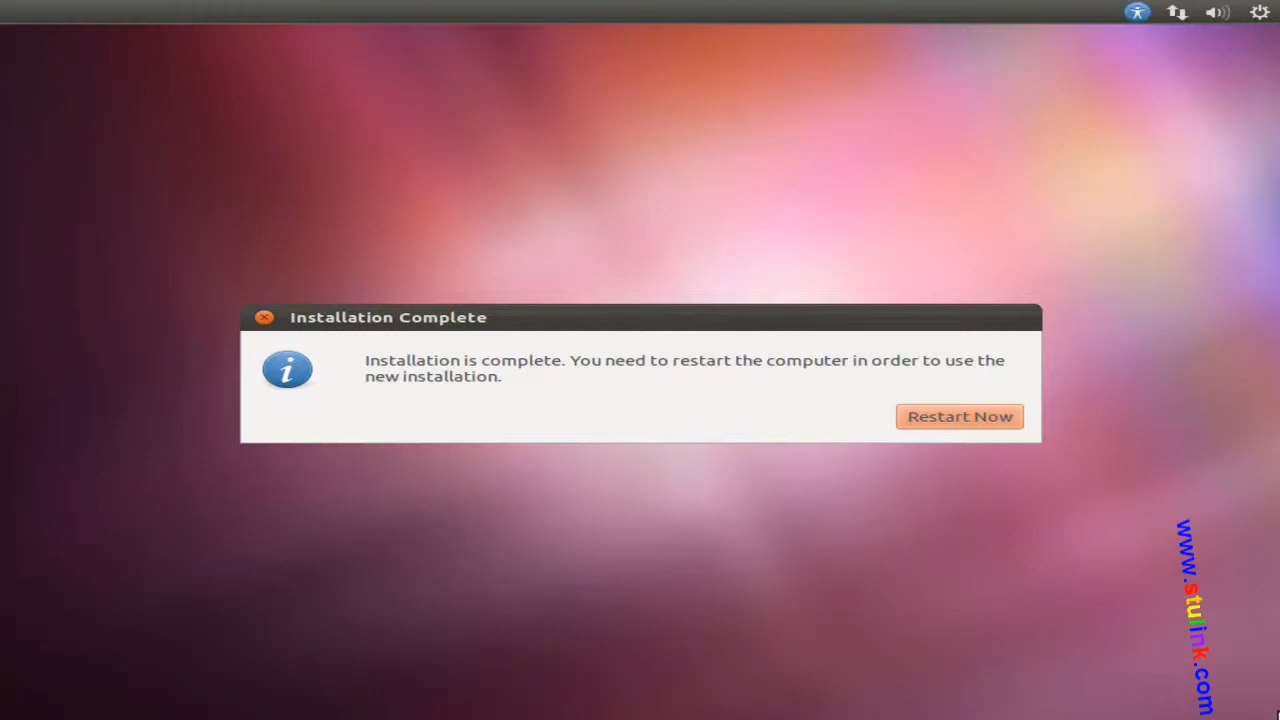 Installation Complete
Installation is complete. You need to restart the computer in order to use the
new installation.
Restart Now
www.stuiink.com